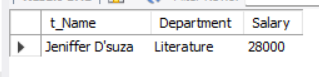 t_Name Department Salary
Jeniffer D'suza Literature 28000